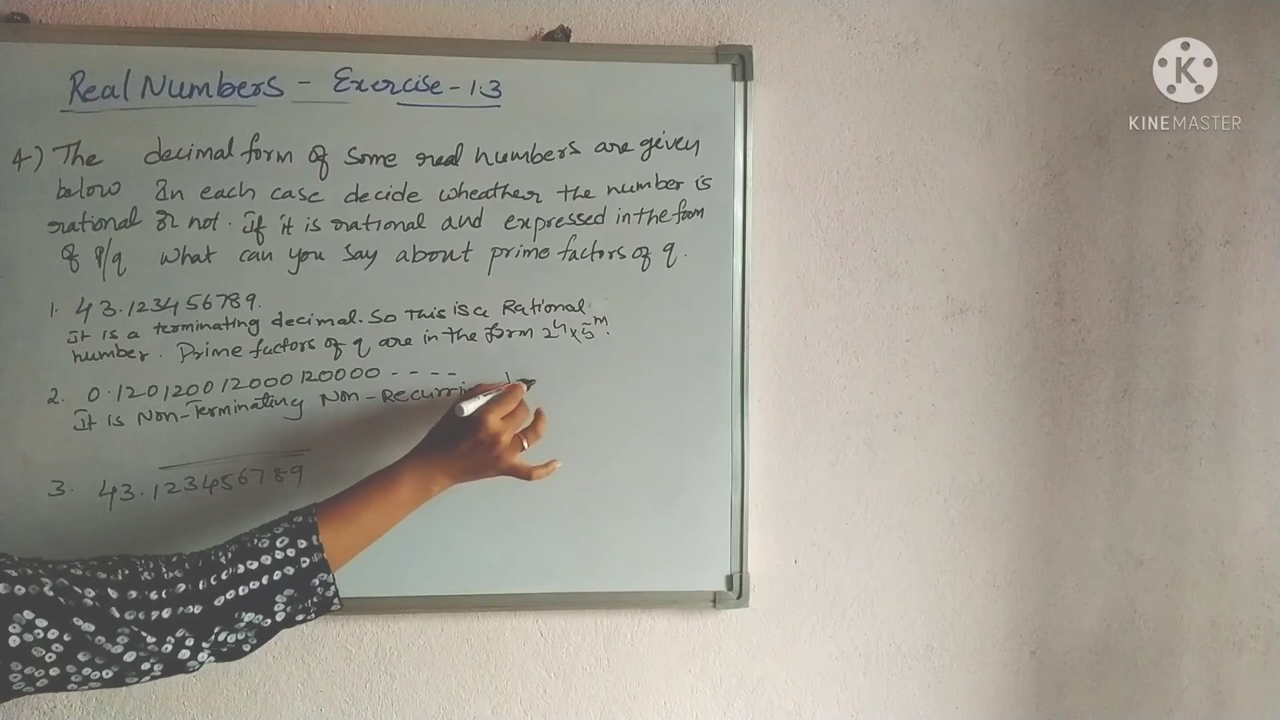 Real Numbers - Exercise - 1.3
4) The decimal form of some real numbers are given
below In each case decide wheather the number is
rational or not. If it is rational and expressed in the form
of p/q what can you say about prime factors of q.
1. 43.123456789.
It is a terminating decimal. So This is a Rational
number. Prime factors of q are in the form 2ⁿ×5ᵐ.
2. 0.120120012000120000 ----
It is Non-Terminating Non-Recurri
3. 43.123456789
K
KINEMASTER